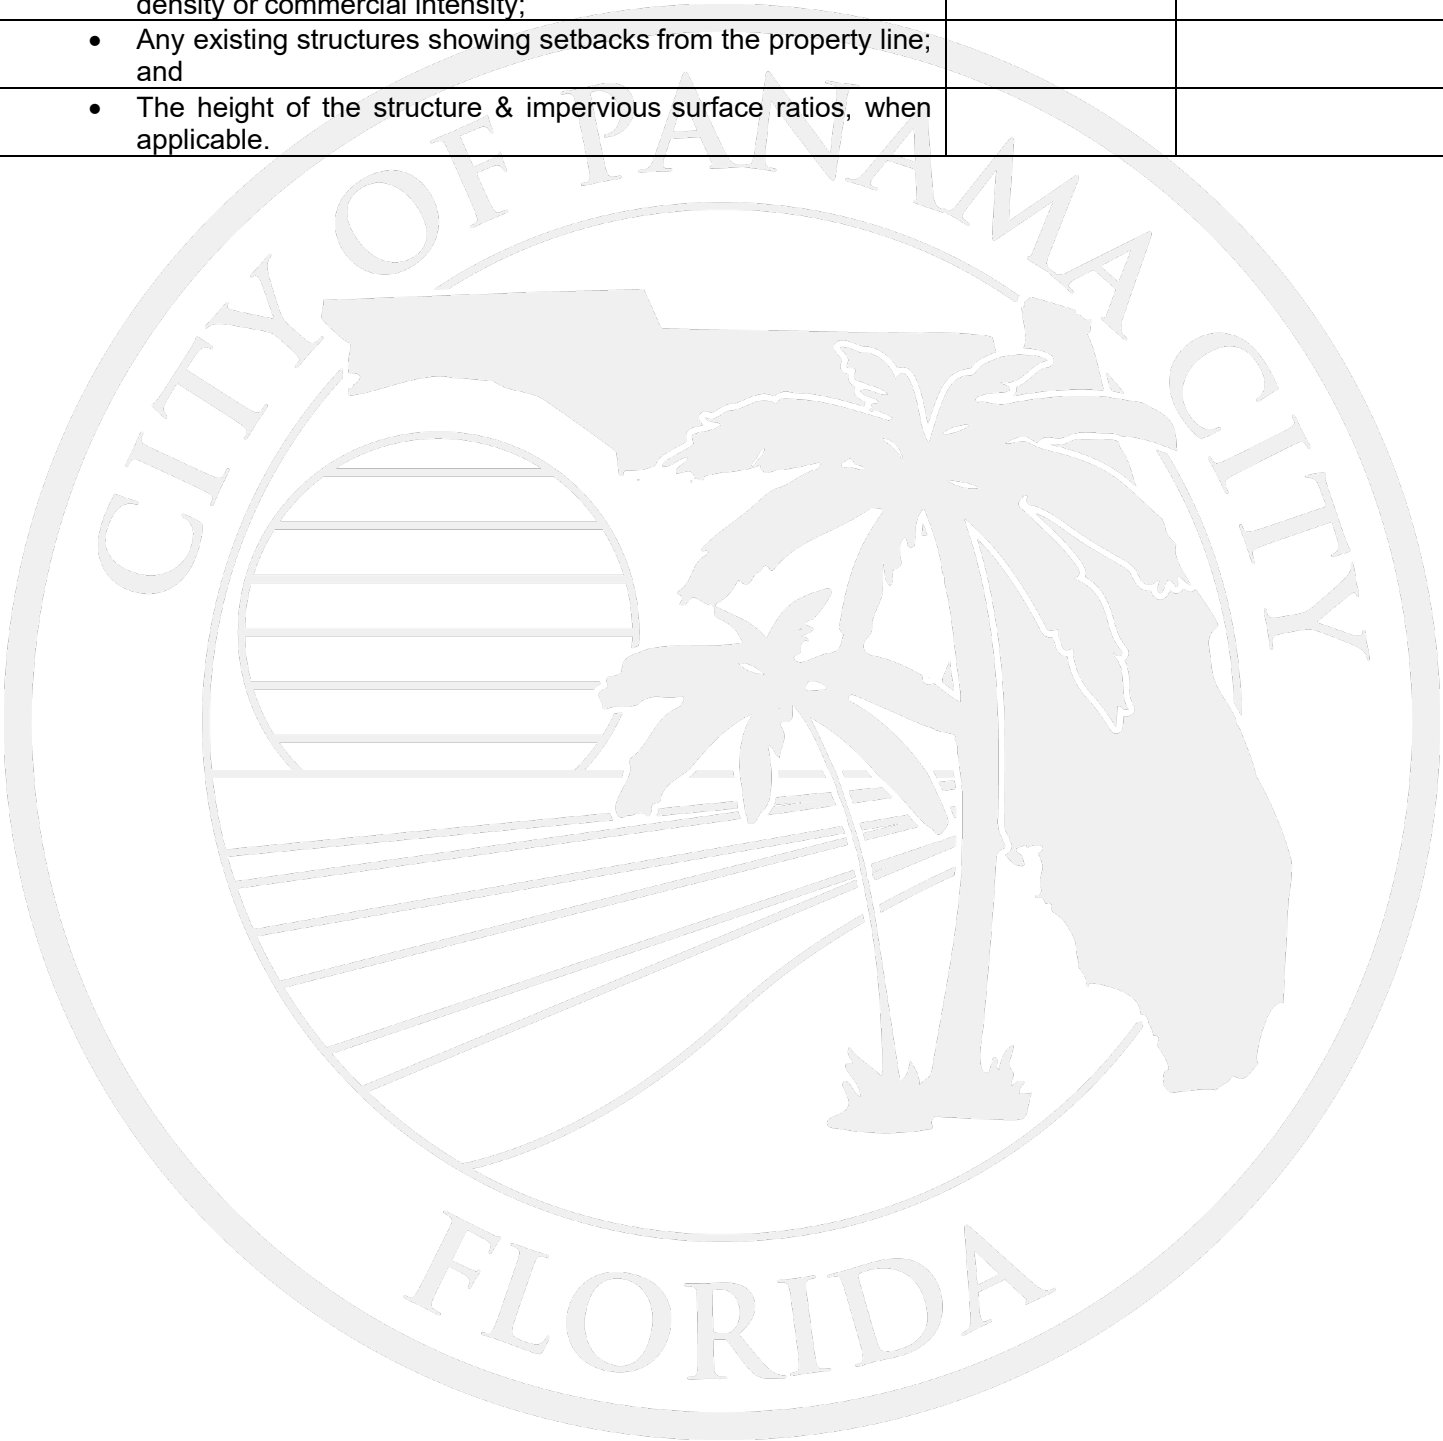 density or commercial intensity;
• Any existing structures showing setbacks from the property line;
and
• The height of the structure & impervious surface ratios, when
applicable.
CITY OF PANAMA CITY
FLORIDA